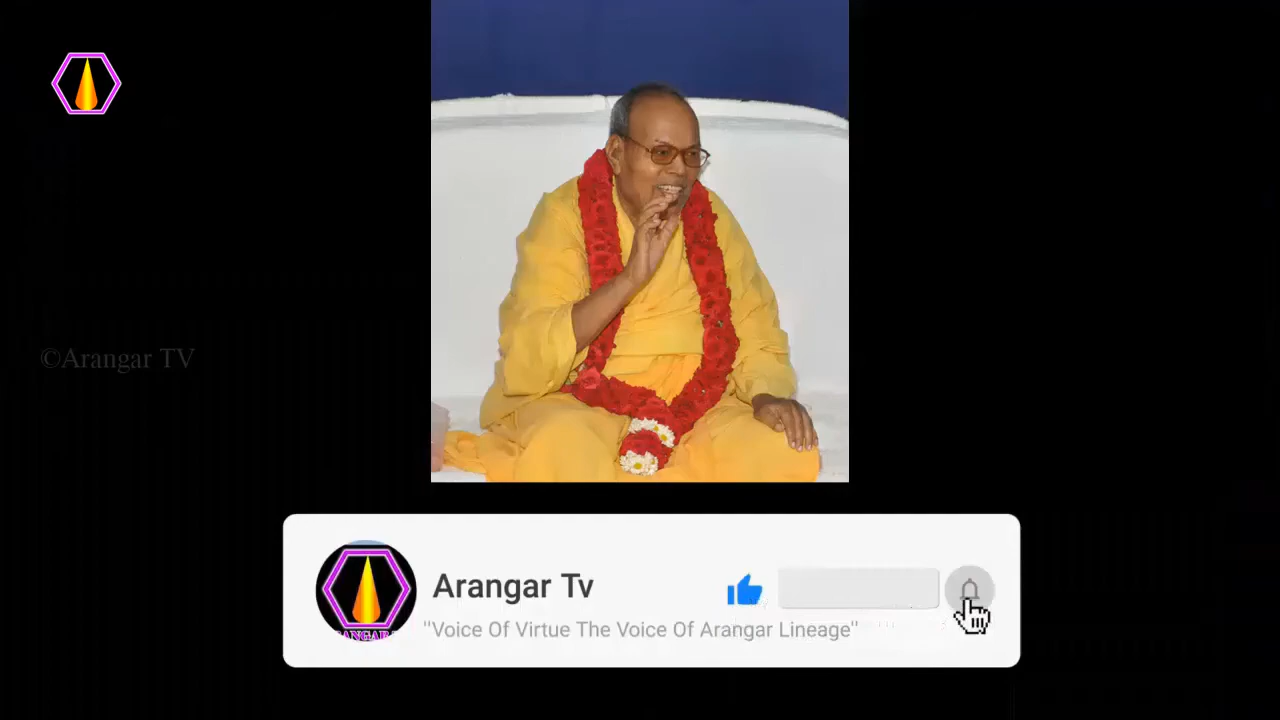 ©Arangar TV
Arangar Tv
"Voice Of Virtue The Voice Of Arangar Lineage"